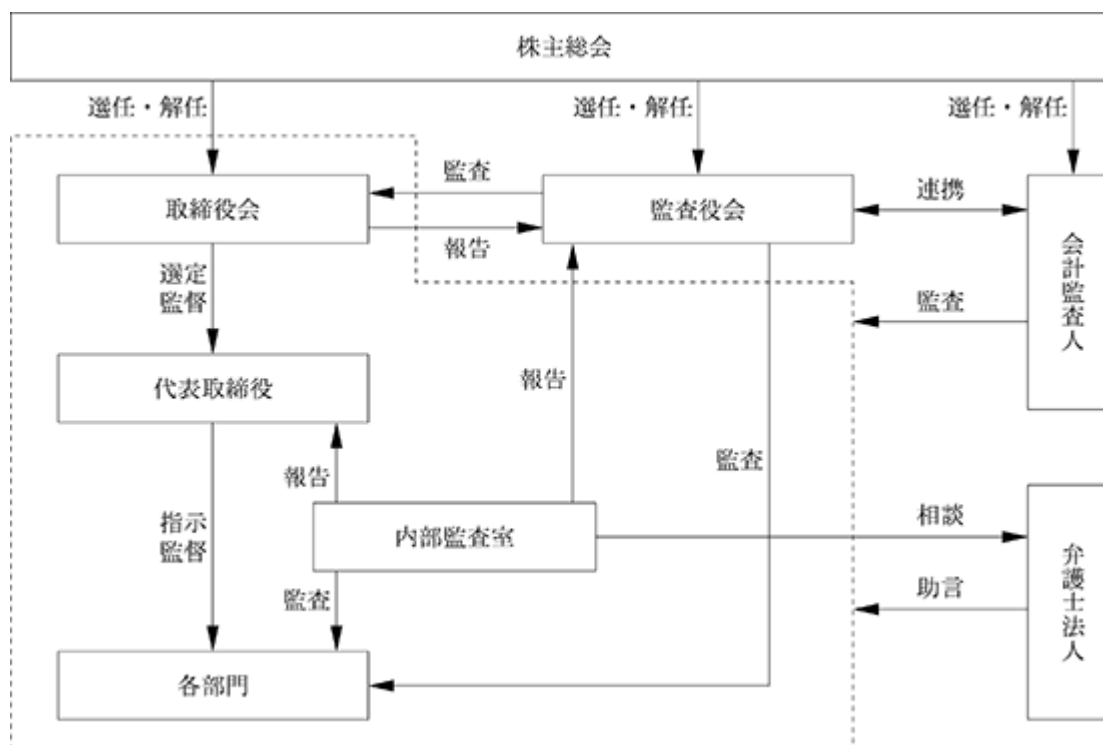 株主総会
選任・解任
選任・解任
選任・解任
取締役会
監査
報告
監査役会
連携
会計監査人
選定
監督
監査
代表取締役
報告
報告
監査
指示
監督
内部監査室
相談
弁護士法人
監査
助言
各部門